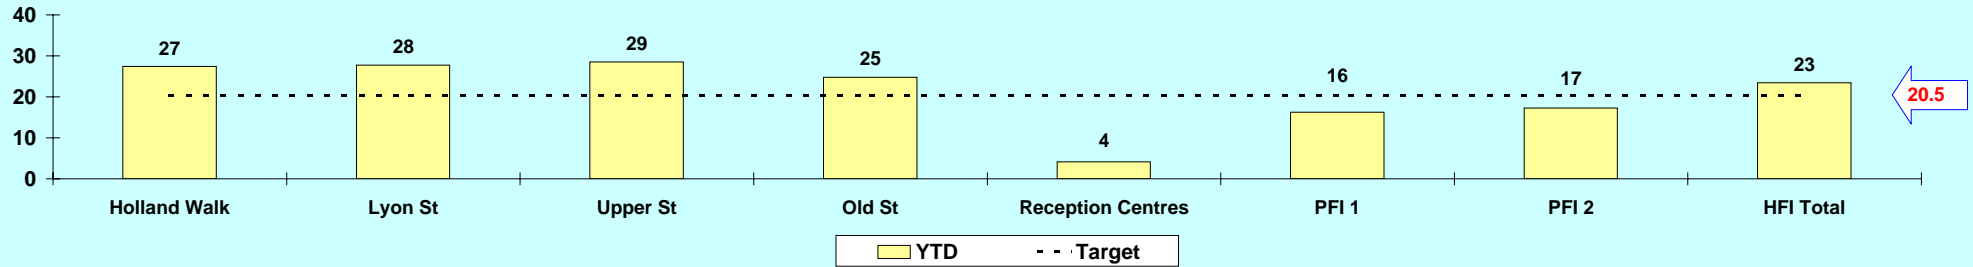 40
30
20
10
0
27
28
29
25
4
16
17
23
20.5
Holland Walk
Lyon St
Upper St
Old St
Reception Centres
PFI 1
PFI 2
HFI Total
YTD
Target